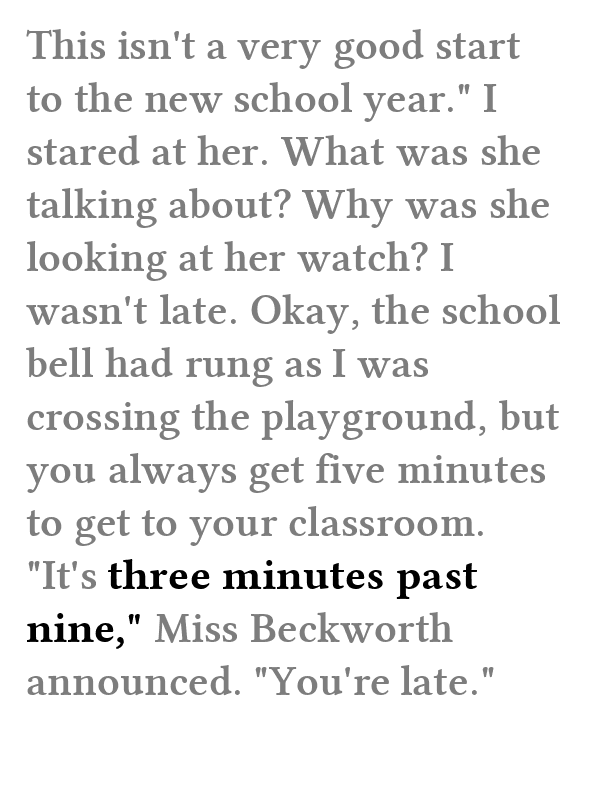 This isn't a very good start
to the new school year." I
stared at her. What was she
talking about? Why was she
looking at her watch? I
wasn't late. Okay, the school
bell had rung as I was
crossing the playground, but
you always get five minutes
to get to your classroom.
"It's three minutes past
nine," Miss Beckworth
announced. "You're late."